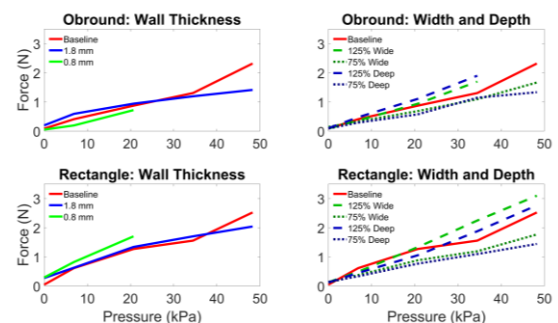 Obround: Wall Thickness
Force (N)
3
2
1
0
Baseline
1.8 mm
0.8 mm
0 10 20 30 40 50
Obround: Width and Depth
3
2
1
0
Baseline
125% Wide
75% Wide
125% Deep
75% Deep
0 10 20 30 40 50
Rectangle: Wall Thickness
Force (N)
3
2
1
0
Baseline
1.8 mm
0.8 mm
0 10 20 30 40 50
Pressure (kPa)
Rectangle: Width and Depth
3
2
1
0
Baseline
125% Wide
75% Wide
125% Deep
75% Deep
0 10 20 30 40 50
Pressure (kPa)